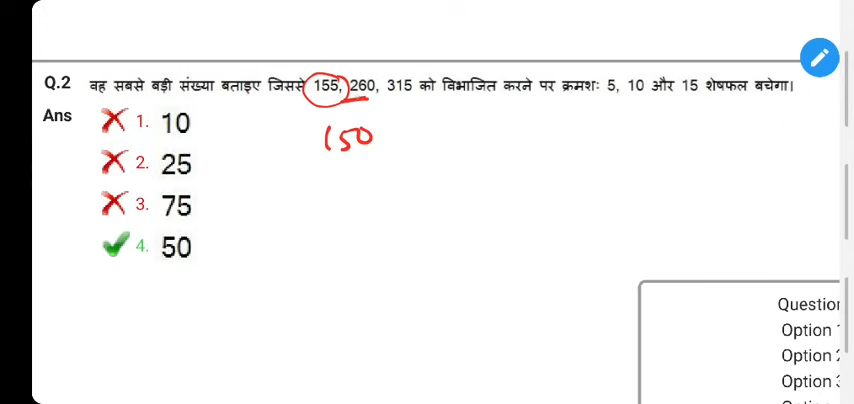 Q.2 वह सबसे बड़ी संख्या बताइए जिससे 155, 260, 315 को विभाजित करने पर क्रमशः 5, 10 और 15 शेषफल बचेगा।
150
Ans 1. 10
2. 25
3. 75
4. 50
Question
Option
Option
Option